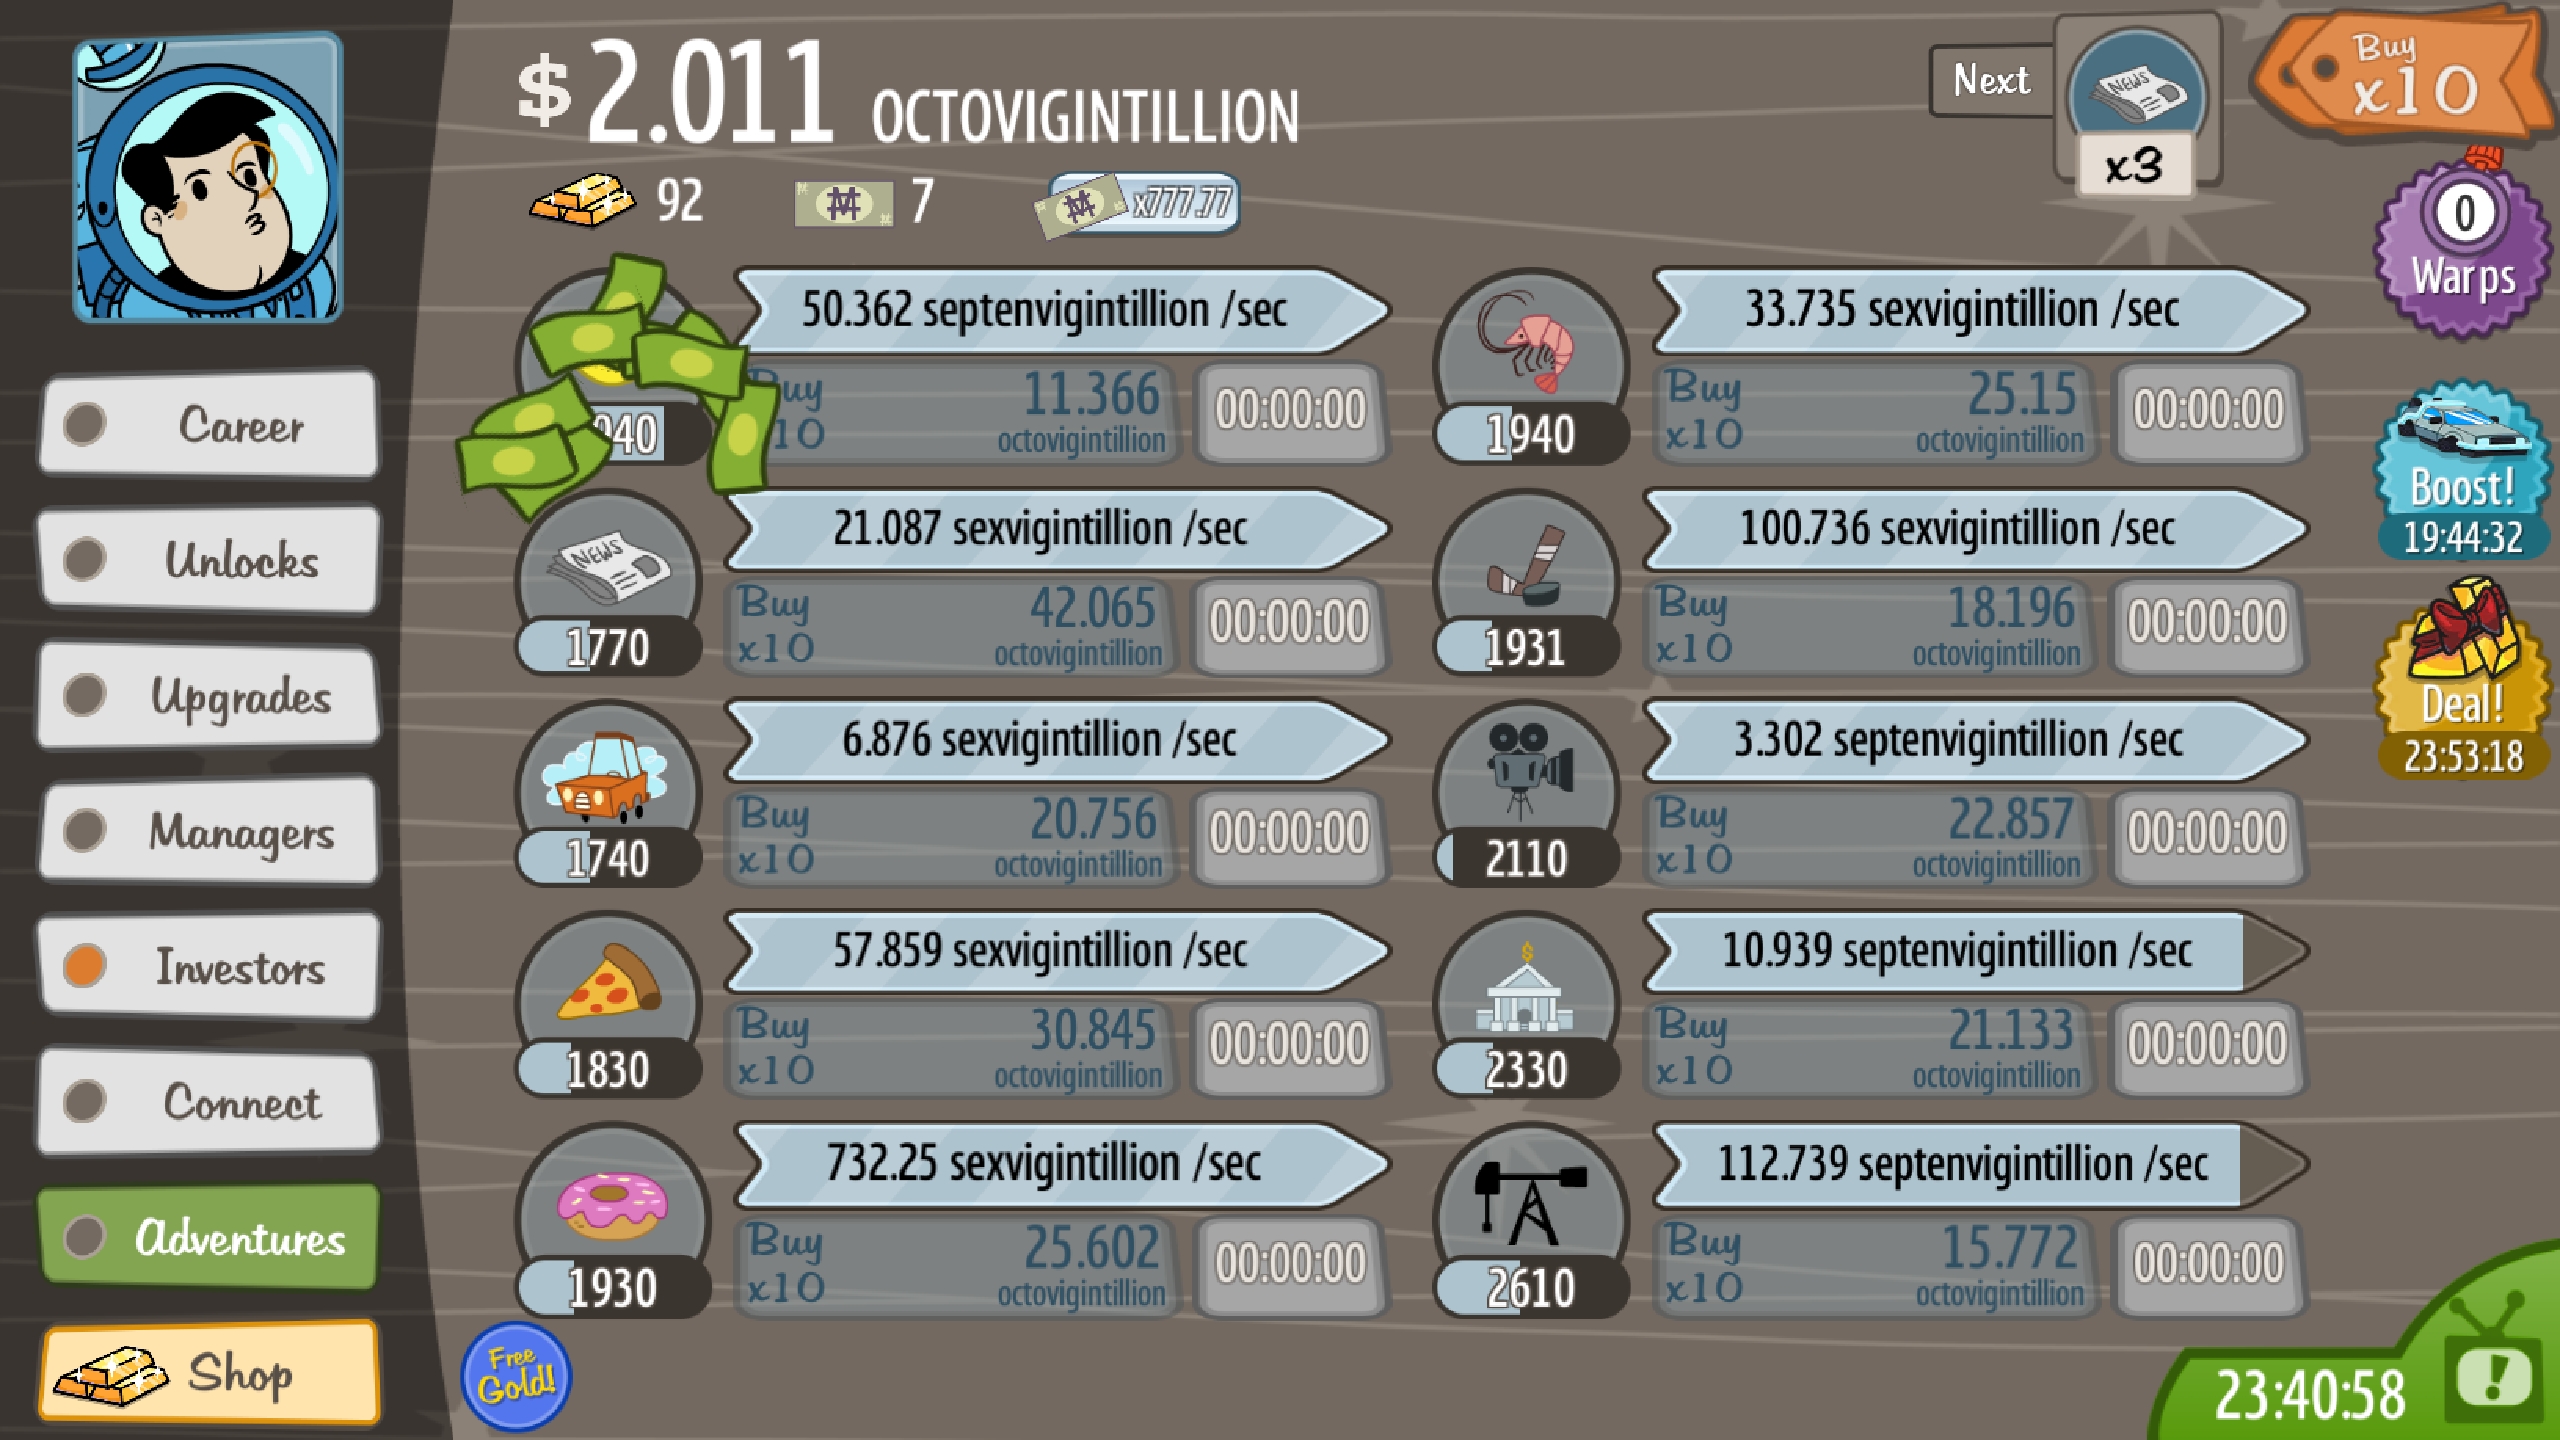 $2.011 OCTOVIGINTILLION
Next
x3
Buy
x10
92
7
x777.77
0
Warps
Boost!
19:44:32
Deal!
23:53:18
Career
Unlocks
Upgrades
Managers
Investors
Connect
Adventures
Shop
50.362 septenvigintillion /sec
11.366
octovigintillion
00:00:00
33.735 sexvigintillion /sec
1940
Buy
x10
25.15
octovigintillion
00:00:00
NEWS
1770
21.087 sexvigintillion /sec
Buy
x10
42.065
octovigintillion
00:00:00
1931
100.736 sexvigintillion /sec
Buy
x10
18.196
octovigintillion
00:00:00
1740
6.876 sexvigintillion /sec
Buy
x10
20.756
octovigintillion
00:00:00
2110
3.302 septenvigintillion /sec
Buy
x10
22.857
octovigintillion
00:00:00
1830
57.859 sexvigintillion /sec
Buy
x10
30.845
octovigintillion
00:00:00
2330
10.939 septenvigintillion /sec
Buy
x10
21.133
octovigintillion
00:00:00
1930
732.25 sexvigintillion /sec
Buy
x10
25.602
octovigintillion
00:00:00
2610
112.739 septenvigintillion /sec
Buy
x10
15.772
octovigintillion
00:00:00
Free
Gold!
23:40:58